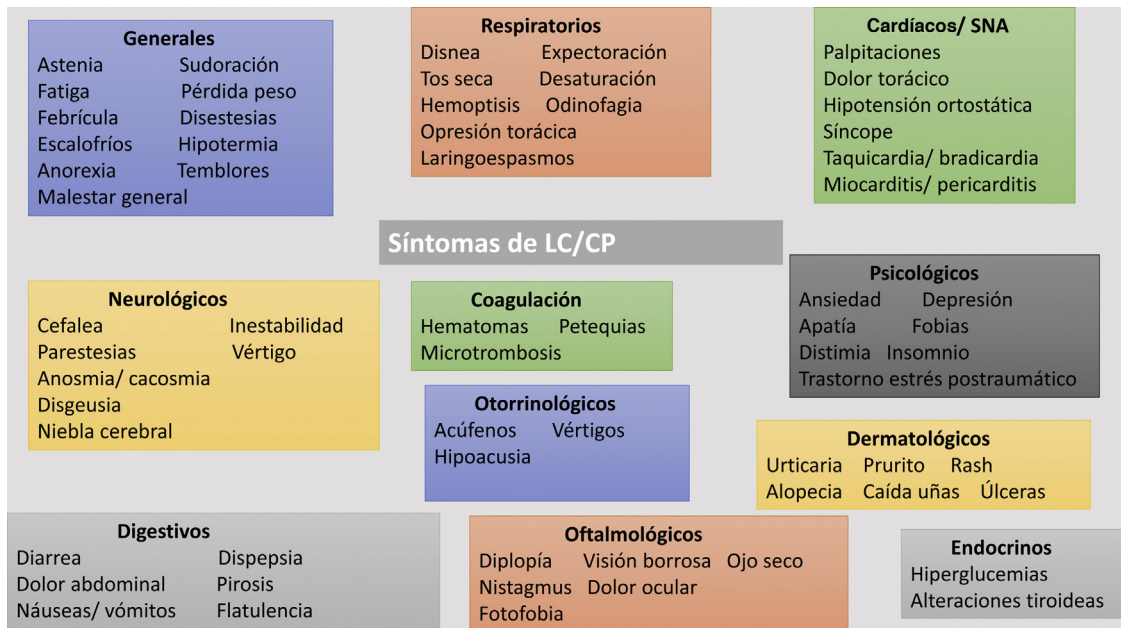 Generales
Astenia Sudoración
Fatiga Pérdida peso
Febrícula Disestesias
Escalofríos Hipotermia
Anorexia Temblores
Malestar general
Respiratorios
Disnea Expectoración
Tos seca Desaturación
Hemoptisis Odinofagia
Opresión torácica
Laringoespasmos
Cardíacos/ SNA
Palpitaciones
Dolor torácico
Hipotensión ortostática
Síncope
Taquicardia/ bradicardia
Miocarditis/ pericarditis
Síntomas de LC/CP
Neurológicos
Cefalea Inestabilidad
Parestesias Vértigo
Anosmia/ cacosmia
Disgeusia
Niebla cerebral
Coagulación
Hematomas Petequias
Microtrombosis
Psicológicos
Ansiedad Depresión
Apatía Fobias
Distimia Insomnio
Trastorno estrés postraumático
Otorrinológicos
Acúfenos Vértigos
Hipoacusia
Dermatológicos
Urticaria Prurito Rash
Alopecia Caída uñas Úlceras
Digestivos
Diarrea Dispepsia
Dolor abdominal Pirosis
Náuseas/ vómitos Flatulencia
Oftalmológicos
Diplopía Visión borrosa Ojo seco
Nistagmus Dolor ocular
Fotofobia
Endocrinos
Hiperglucemias
Alteraciones tiroideas